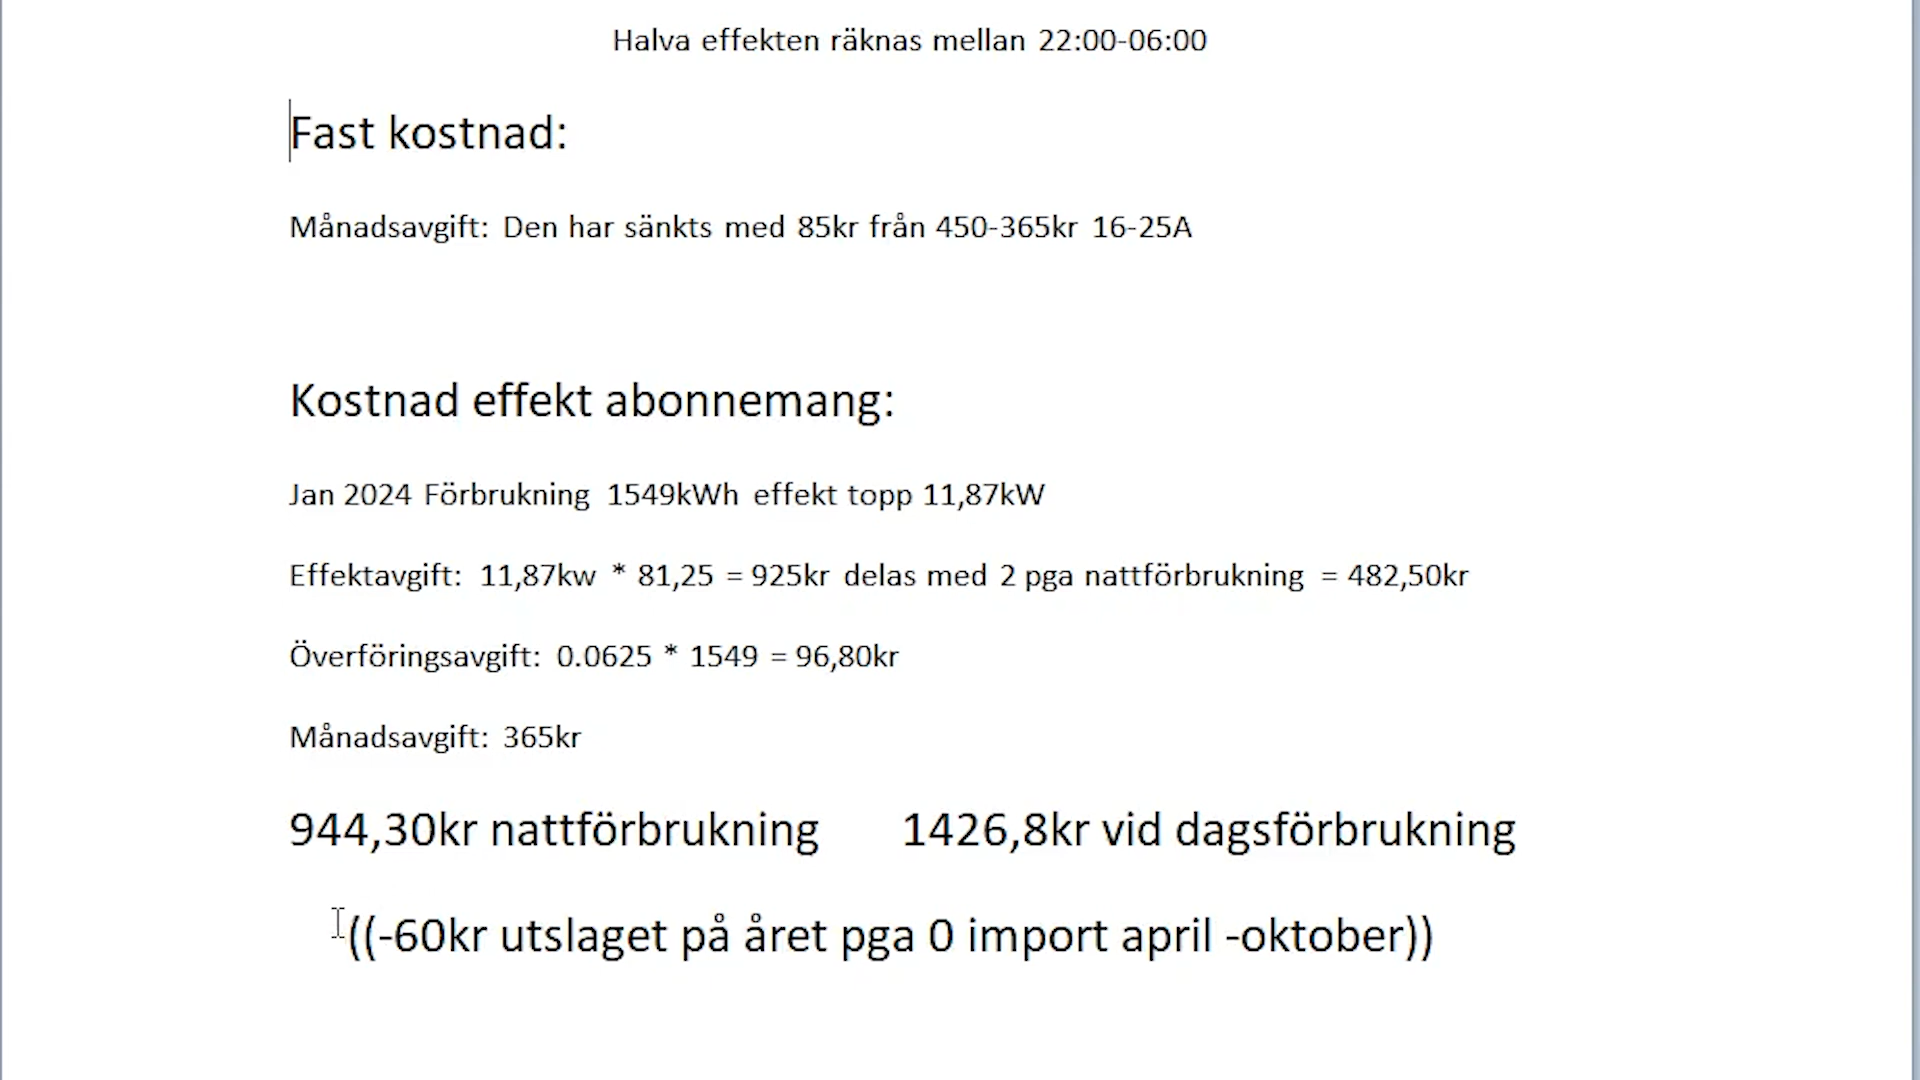 Halva effekten räknas mellan 22:00-06:00
Fast kostnad:
Månadsavgift: Den har sänkts med 85kr från 450-365kr 16-25A
Kostnad effekt abonnemang:
Jan 2024 Förbrukning 1549kWh effekt topp 11,87kW
Effektavgift: 11,87kw * 81,25 = 925kr delas med 2 pga nattförbrukning = 482,50kr
Överföringsavgift: 0.0625 * 1549 = 96,80kr
Månadsavgift: 365kr
944,30kr nattförbrukning 1426,8kr vid dagsförbrukning
((-60kr utslaget på året pga 0 import april -oktober))